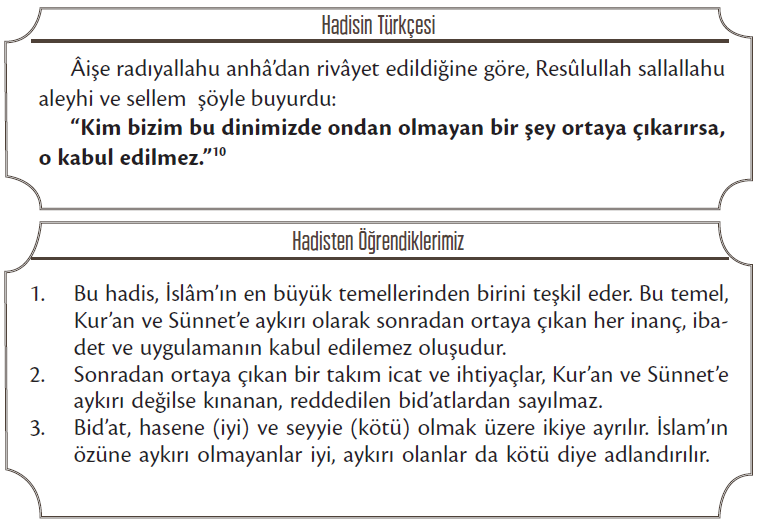 Hadisin Türkçesi
Âişe radıyallahu anhâ’dan rivâyet edildiğine göre, Resûlullah sallallahu
aleyhi ve sellem şöyle buyurdu:
“Kim bizim bu dinimizde ondan olmayan bir şey ortaya çıkarırsa,
o kabul edilmez.”10
Hadisten Öğrendiklerimiz
1. Bu hadis, İslâm’ın en büyük temellerinden birini teşkil eder. Bu temel,
Kur’an ve Sünnet’e aykırı olarak sonradan ortaya çıkan her inanç, iba-
det ve uygulamanın kabul edilemez oluşudur.
2. Sonradan ortaya çıkan bir takım icat ve ihtiyaçlar, Kur’an ve Sünnet’e
aykırı değilse kınanan, reddedilen bid’atlardan sayılmaz.
3. Bid’at, hasene (iyi) ve seyyie (kötü) olmak üzere ikiye ayrılır. İslam’ın
özüne aykırı olmayanlar iyi, aykırı olanlar da kötü diye adlandırılır.